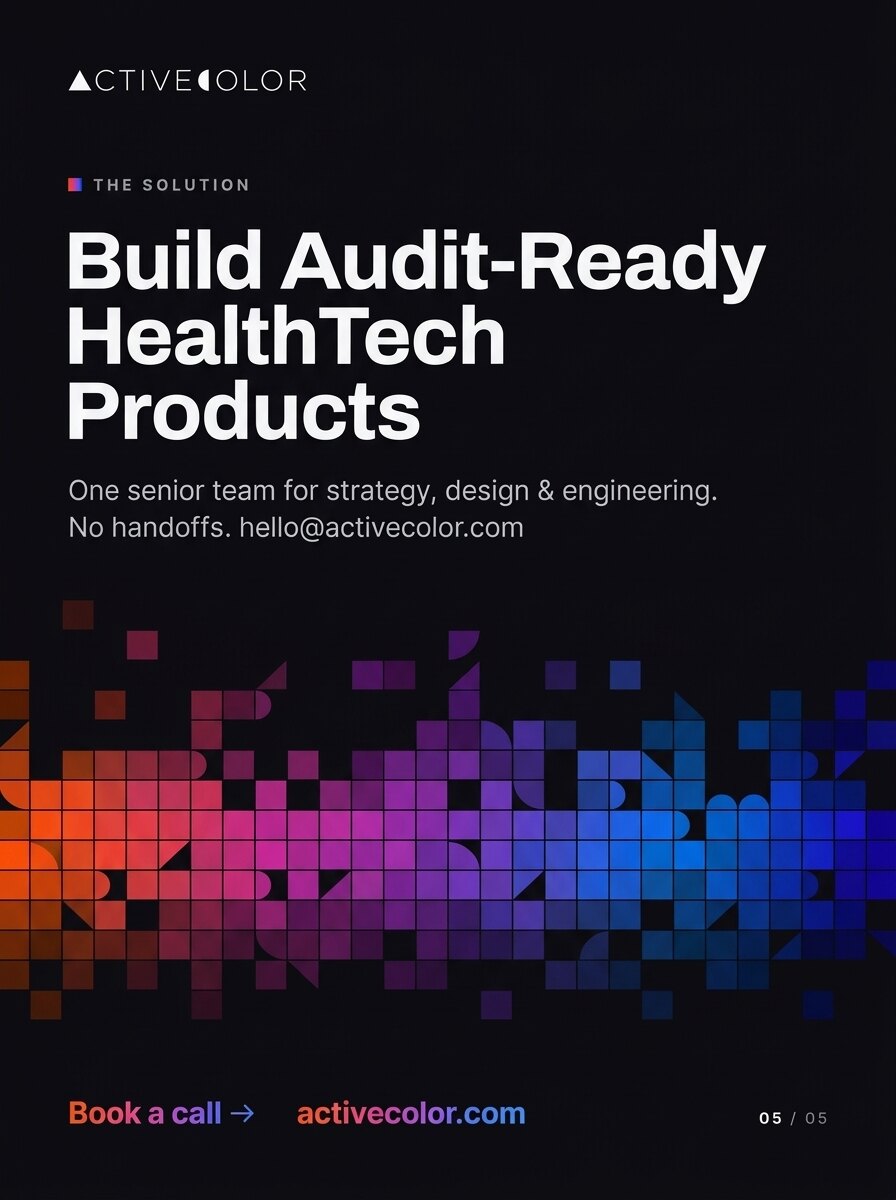 ACTIVECOLOR
THE SOLUTION
Build Audit-Ready
HealthTech
Products
One senior team for strategy, design & engineering.
No handoffs. hello@activecolor.com
Book a call → activecolor.com
05 / 05